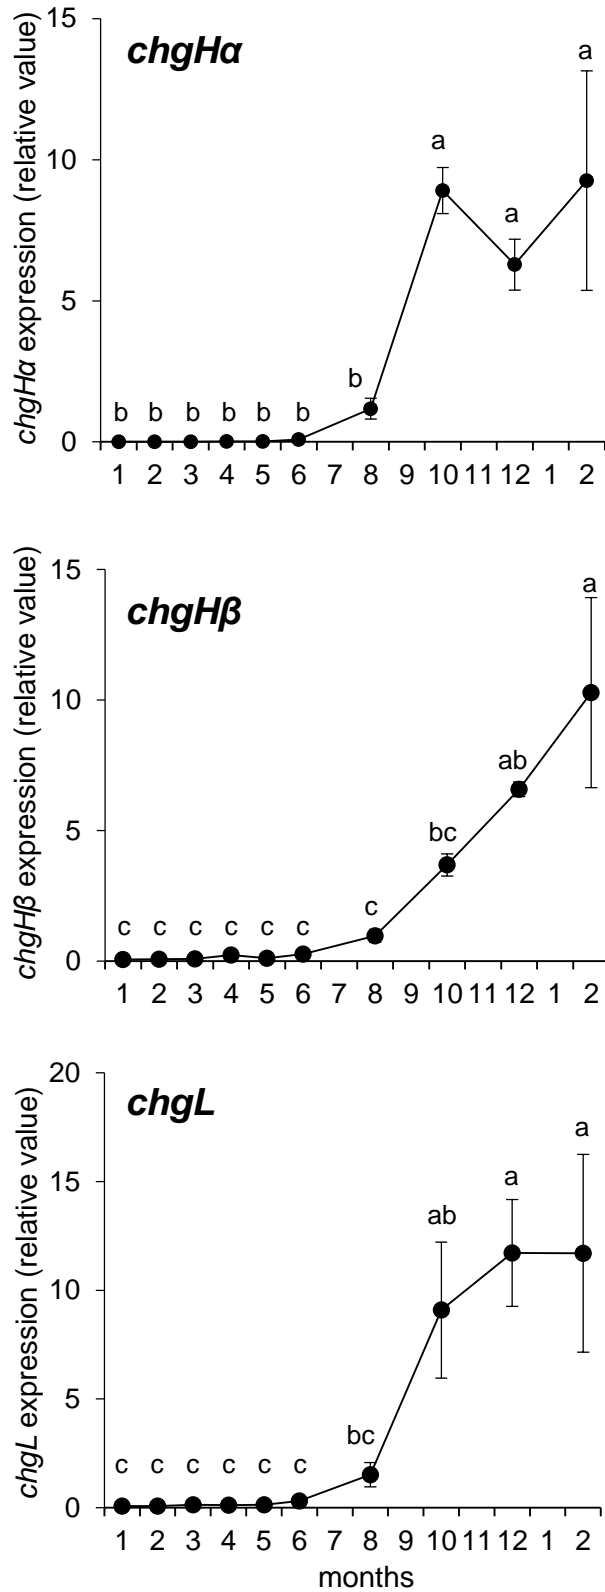 chgHα
chgHα expression (relative value)
15
10
5
0
b b b b b b b a a a
1 2 3 4 5 6 7 8 9 10 11 12 1 2
chgHβ
chgHβ expression (relative value)
15
10
5
0
c c c c c c c bc ab a
1 2 3 4 5 6 7 8 9 10 11 12 1 2
chgL
chgL expression (relative value)
20
15
10
5
0
c c c c c c bc ab a a
1 2 3 4 5 6 7 8 9 10 11 12 1 2
months